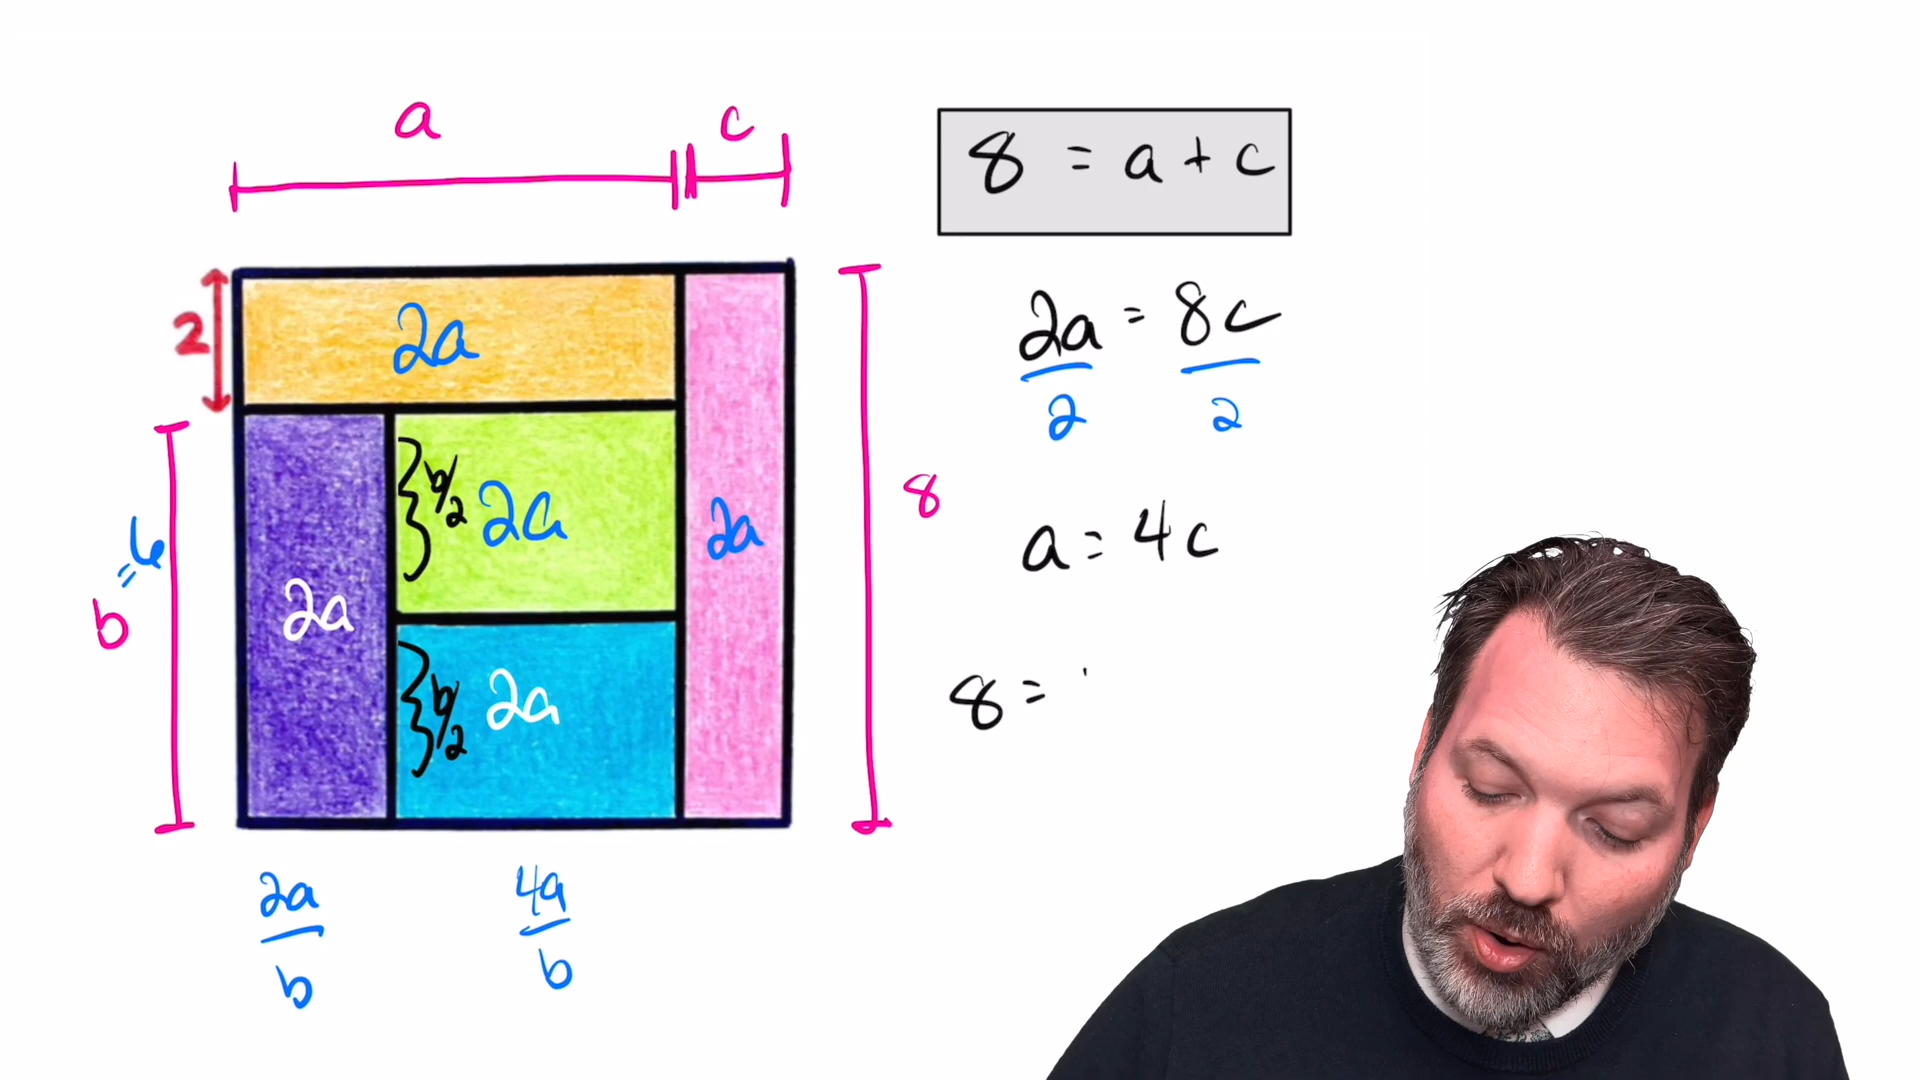 a
c
8 = a + c
2
2a
2a = 8c
2 2
b/2
2a
2a
8
b = 6
2a
a = 4c
b/2
2a
8 =
2a
b
4a
b